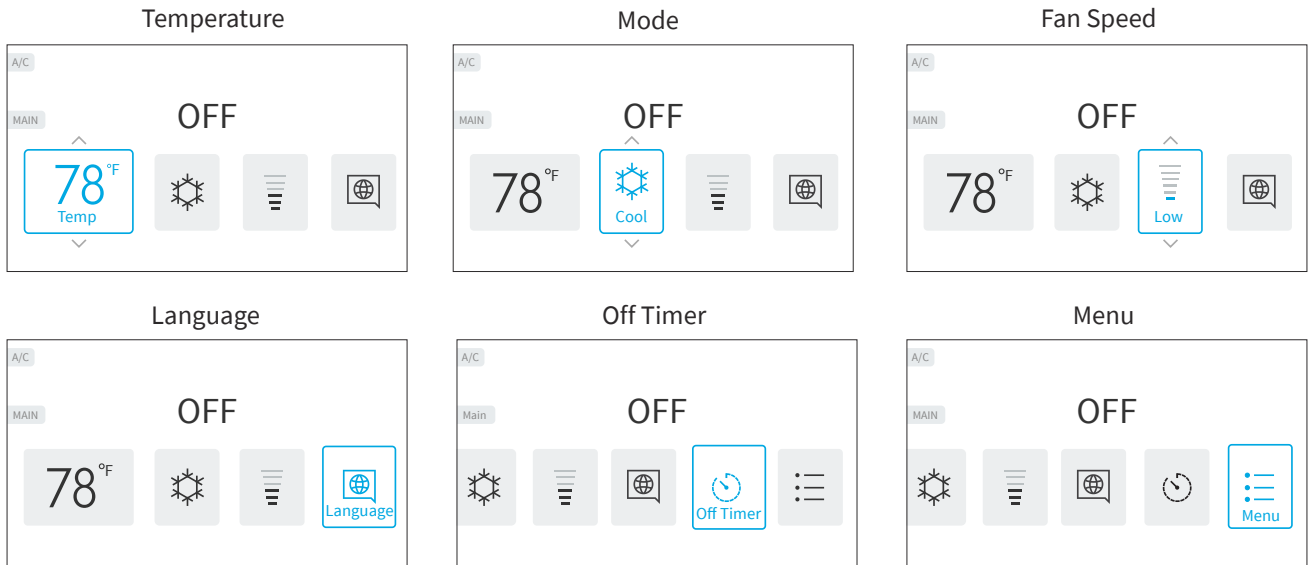 Temperature
A/C
MAIN
OFF
78°F
Temp
Mode
A/C
MAIN
OFF
78°F
Cool
Fan Speed
A/C
MAIN
OFF
78°F
Low
Language
A/C
MAIN
OFF
78°F
Language
Off Timer
A/C
Main
OFF
Off Timer
Menu
A/C
MAIN
OFF
Menu